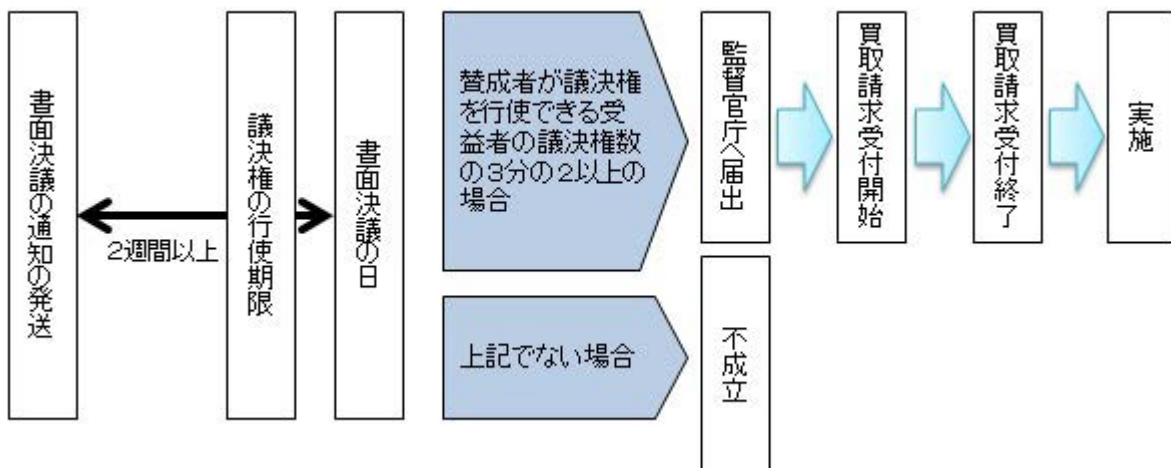 書面決議の通知の発送
2週間以上
議決権の行使期限
書面決議の日
賛成者が議決権
を行使できる受
益者の議決権数
の3分の2以上の
場合
監督官庁へ届出
買取請求受付開始
買取請求受付終了
実施
上記でない場合
不成立